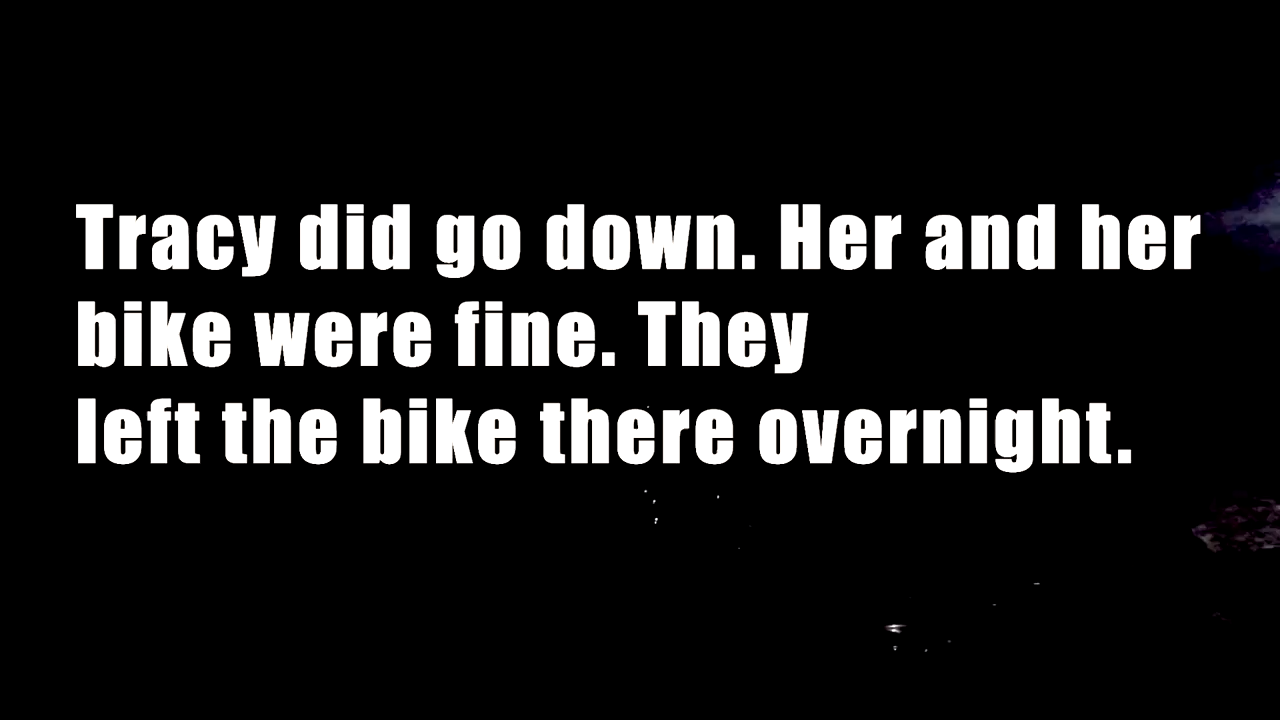 Tracy did go down. Her and her
bike were fine. They
left the bike there overnight.